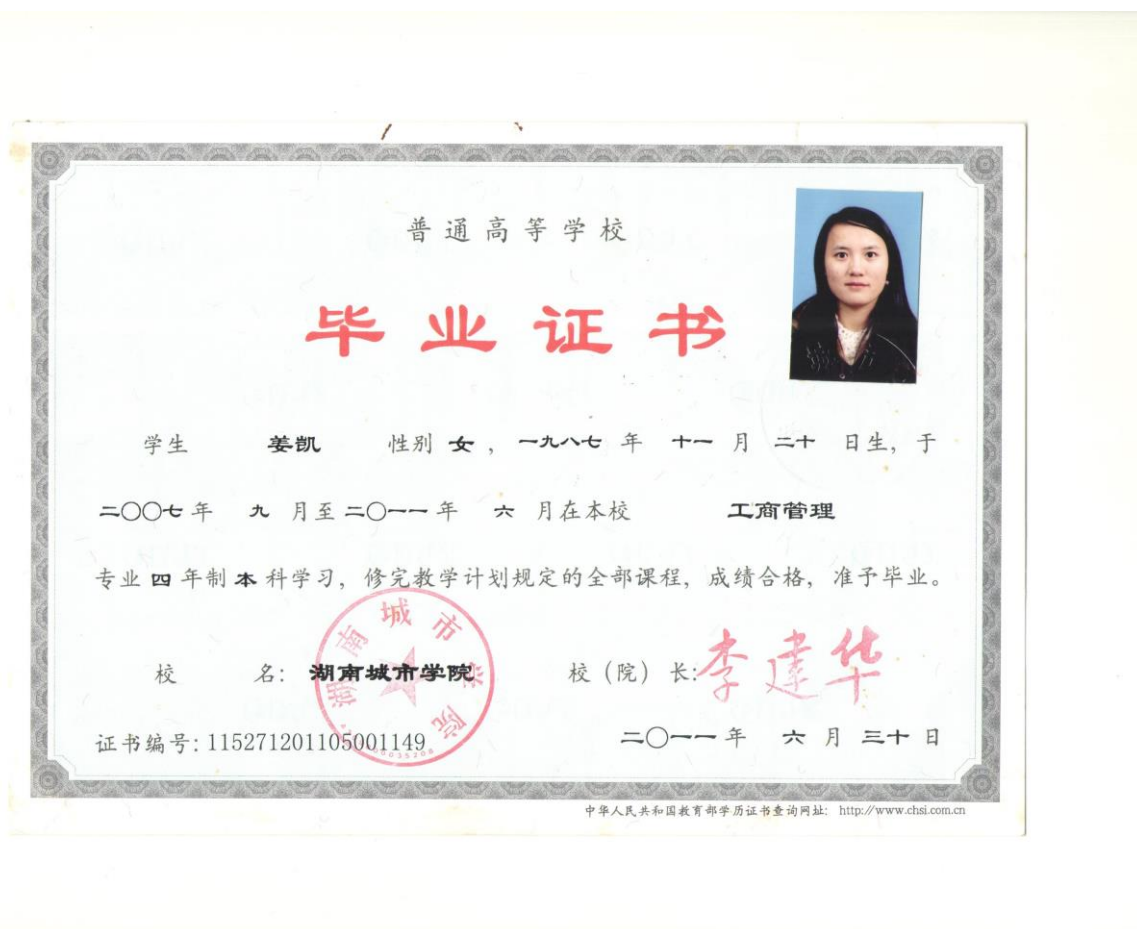 普通高等学校
毕业证书
学生 姜凯 性别 女，一九八七 年 十一 月 二十 日生，于
二〇〇七 年 九 月至 二〇一一 年 六 月在本校 工商管理
专业 四 年制 本 科学习，修完教学计划规定的全部课程，成绩合格，准予毕业。
湖南城市学院
校 名：湖南城市学院 校（院）长：李建华
证书编号：115271201105001149 二〇一一 年 六 月 三十 日
中华人民共和国教育部学历证书查询网址：http://www.chsi.com.cn